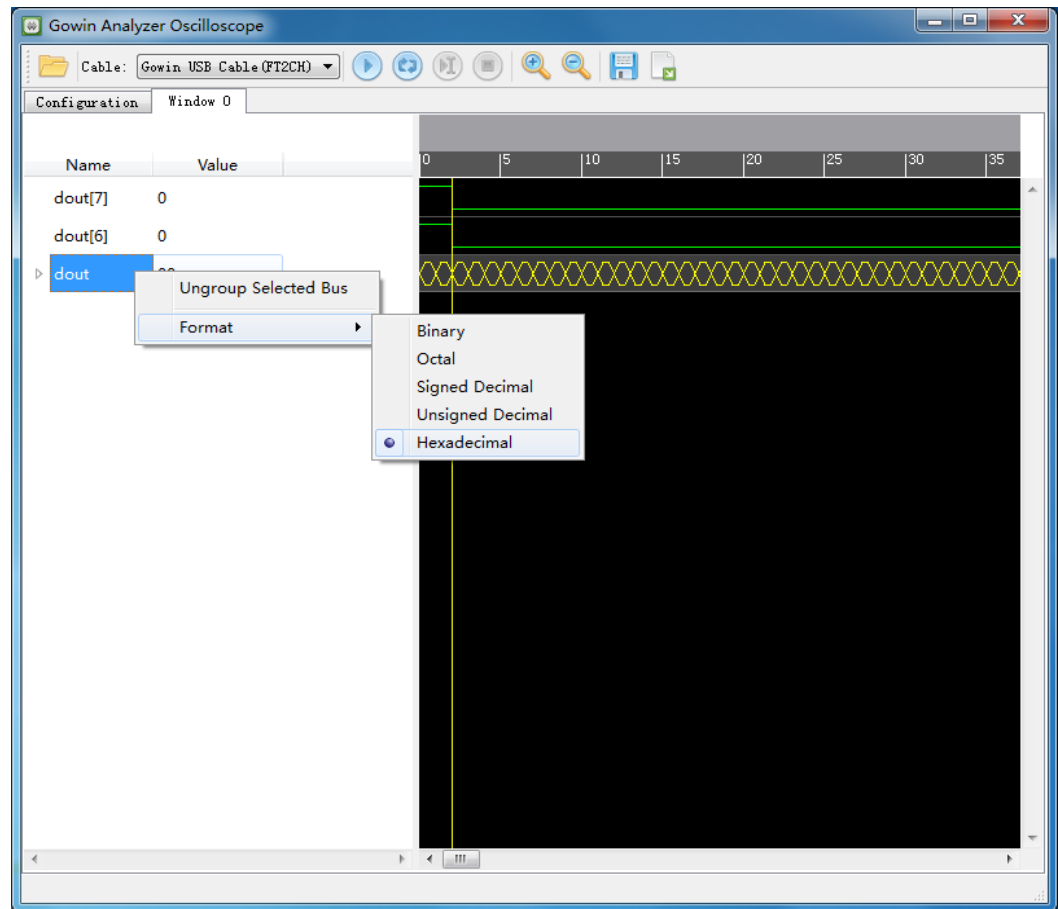 Gowin Analyzer Oscilloscope
Cable: Gowin USB Cable(FT2CH)
Configuration Window 0
Name Value 0 5 10 15 20 25 30 35
dout[7] 0
dout[6] 0
dout
Ungroup Selected Bus
Format
Binary
Octal
Signed Decimal
Unsigned Decimal
Hexadecimal